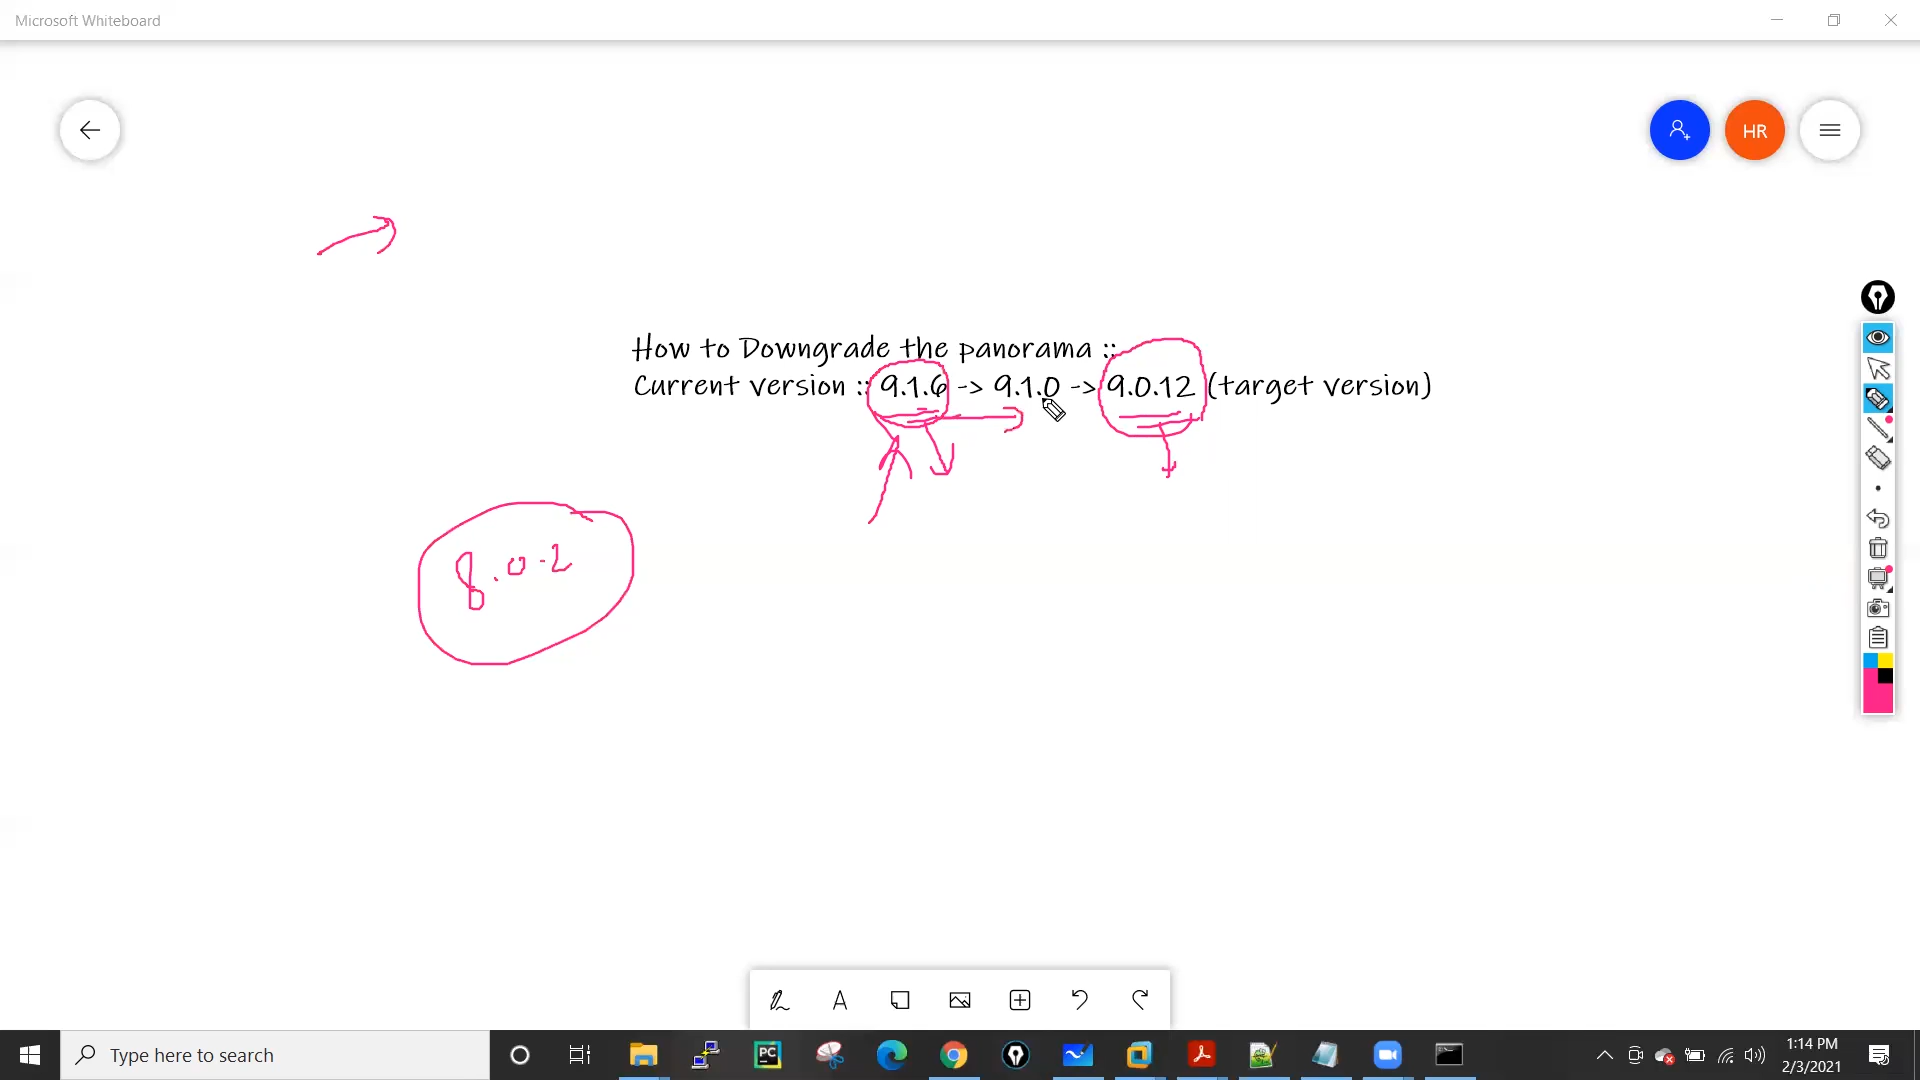 Microsoft Whiteboard
HR
How to Downgrade the panorama ::
Current version :: 9.1.6 -> 9.1.0 -> 9.0.12 (target version)
8.0.2
A
Type here to search
PC
1:14 PM
2/3/2021